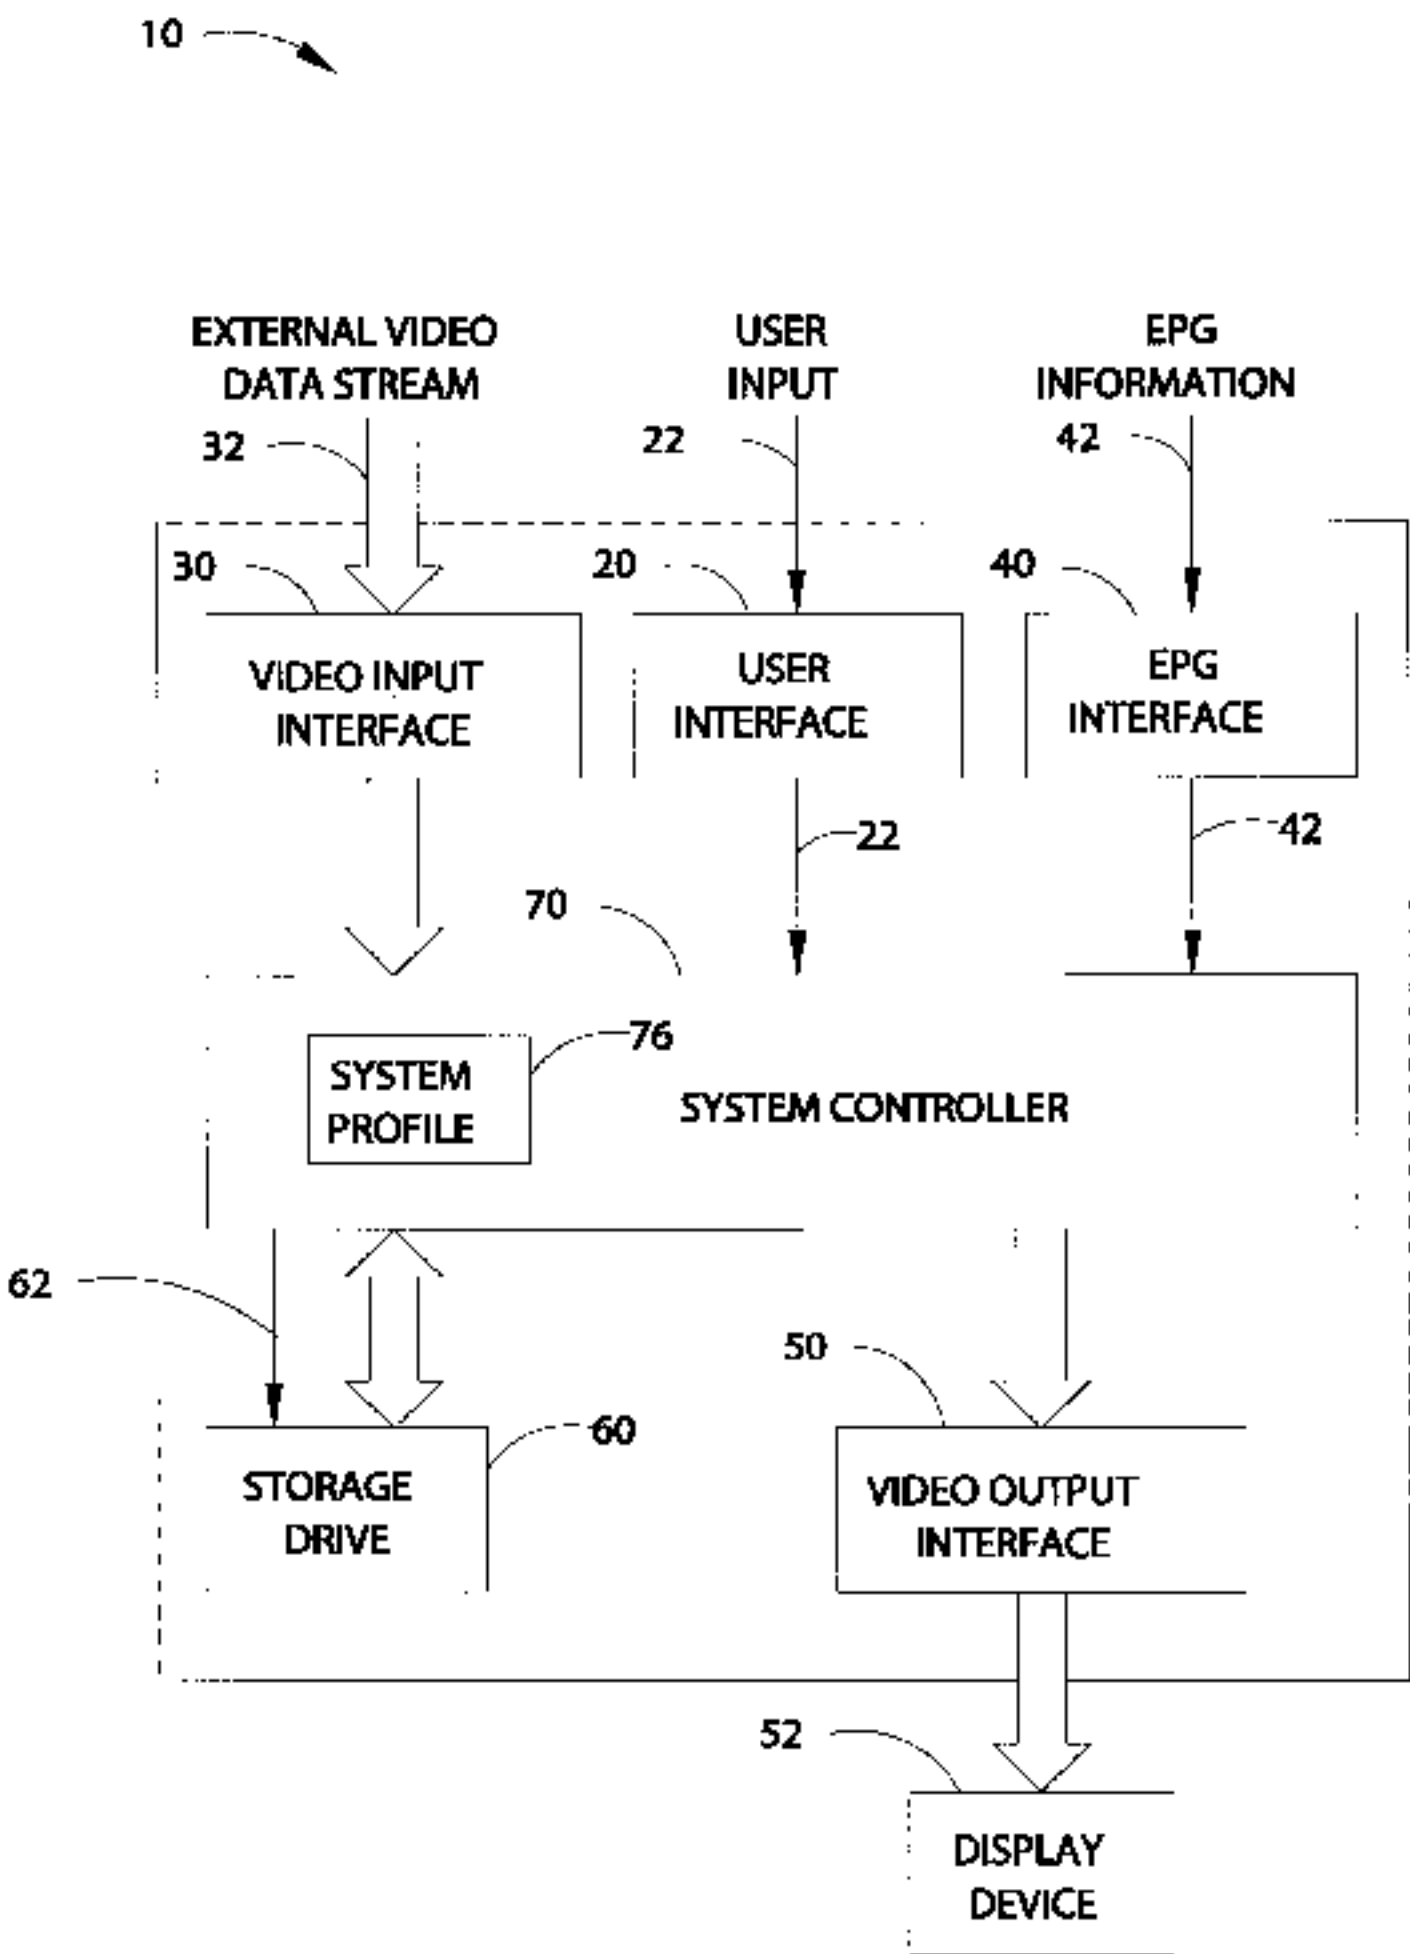 10
EXTERNAL VIDEO
DATA STREAM
USER
INPUT
EPG
INFORMATION
32
22
42
30
20
40
VIDEO INPUT
INTERFACE
USER
INTERFACE
EPG
INTERFACE
22
42
70
76
SYSTEM
PROFILE
SYSTEM CONTROLLER
62
50
60
STORAGE
DRIVE
VIDEO OUTPUT
INTERFACE
52
DISPLAY
DEVICE